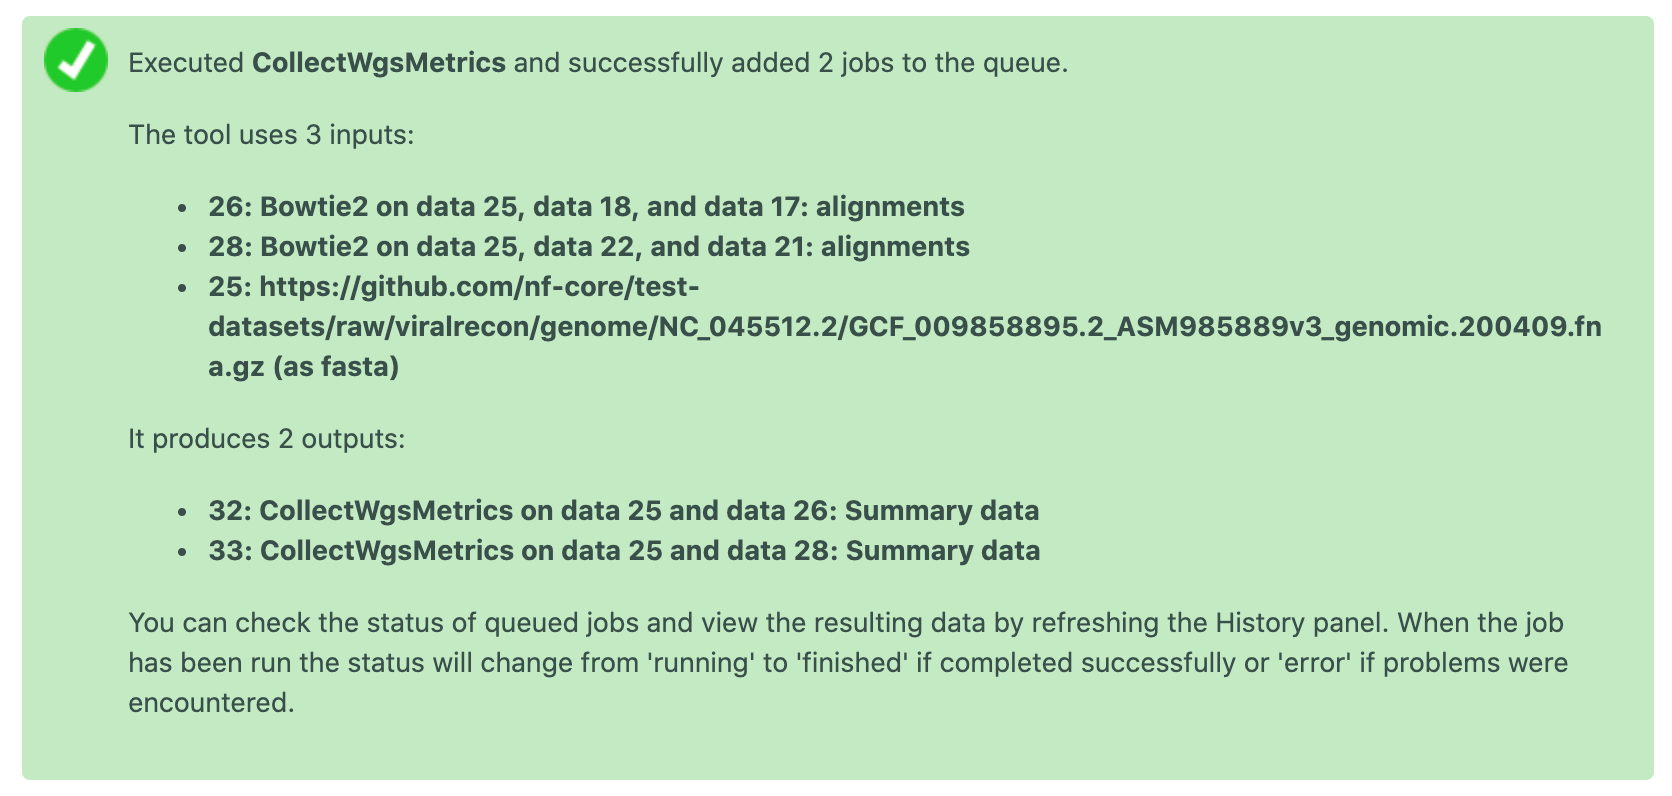 Executed CollectWgsMetrics and successfully added 2 jobs to the queue.
The tool uses 3 inputs:
• 26: Bowtie2 on data 25, data 18, and data 17: alignments
• 28: Bowtie2 on data 25, data 22, and data 21: alignments
• 25: https://github.com/nf-core/test-
datasets/raw/viralrecon/genome/NC_045512.2/GCF_009858895.2_ASM985889v3_genomic.200409.fn
a.gz (as fasta)
It produces 2 outputs:
• 32: CollectWgsMetrics on data 25 and data 26: Summary data
• 33: CollectWgsMetrics on data 25 and data 28: Summary data
You can check the status of queued jobs and view the resulting data by refreshing the History panel. When the job
has been run the status will change from 'running' to 'finished' if completed successfully or 'error' if problems were
encountered.